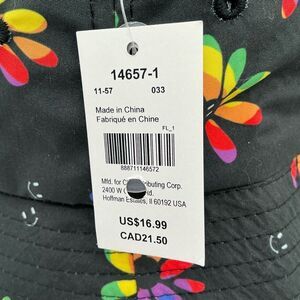 14657-1
11-57 033
Made in China
Fabriqué en Chine
FL_1
888711146572
Mfd. for C buting Corp.
2400 W C d.
Hoffman Estates, Il 60192 USA
US$16.99
CAD21.50